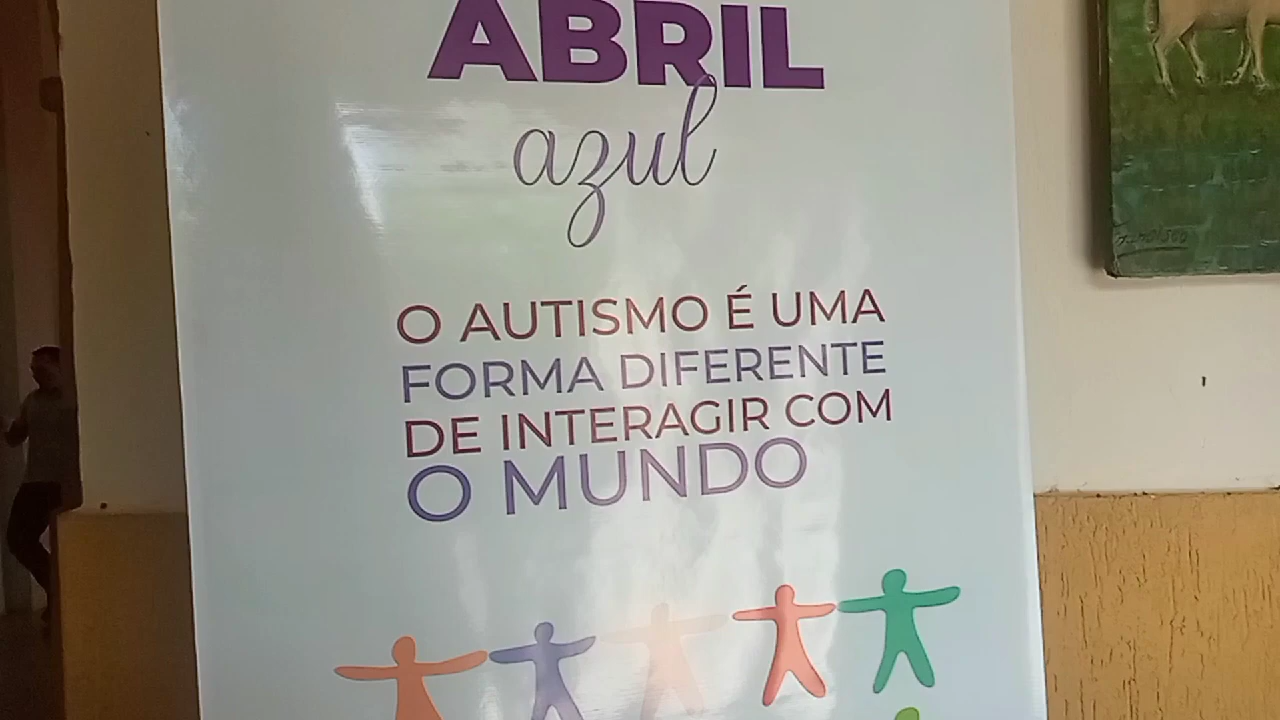 ABRIL
azul
O AUTISMO É UMA
FORMA DIFERENTE
DE INTERAGIR COM
O MUNDO